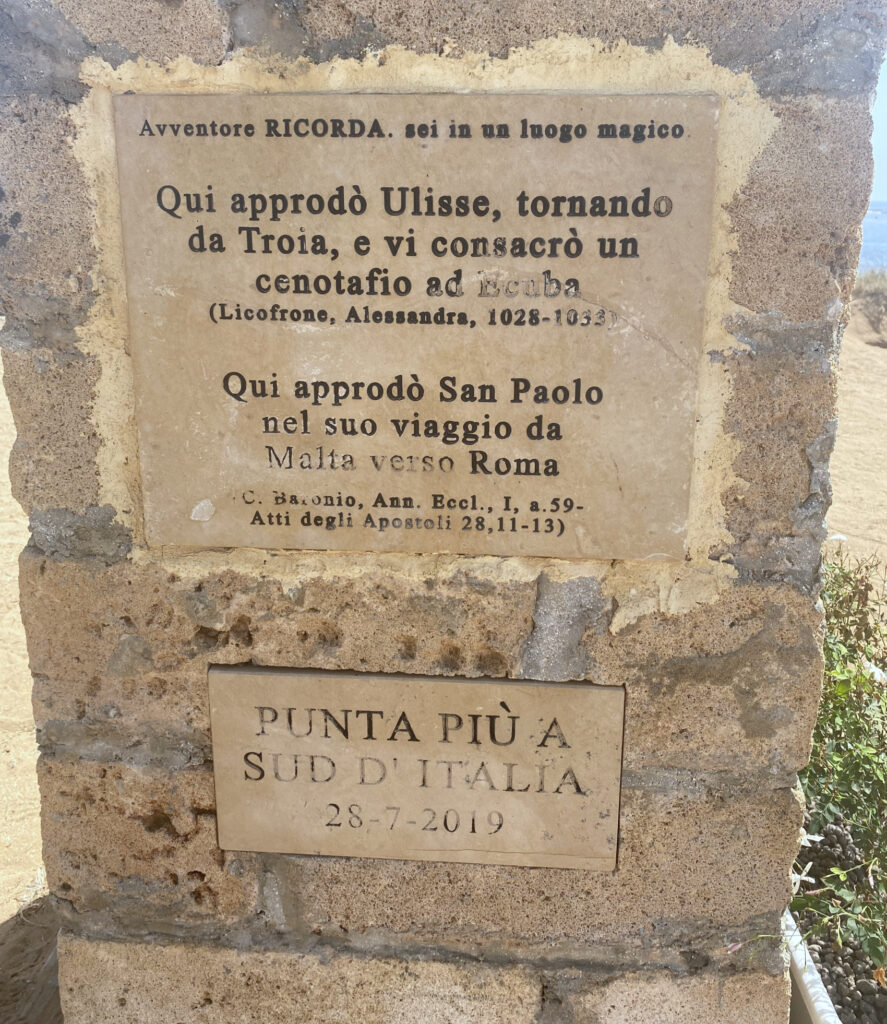 Avventore RICORDA. sei in un luogo magico
Qui approdò Ulisse, tornando
da Troia, e vi consacrò un
cenotafio ad Ecuba
(Licofrone, Alessandra, 1028-1033)
Qui approdò San Paolo
nel suo viaggio da
Malta verso Roma
(C. Baronio, Ann. Eccl., I, a.59-
Atti degli Apostoli 28,11-13)
PUNTA PIÙ A
SUD D'ITALIA
28-7-2019